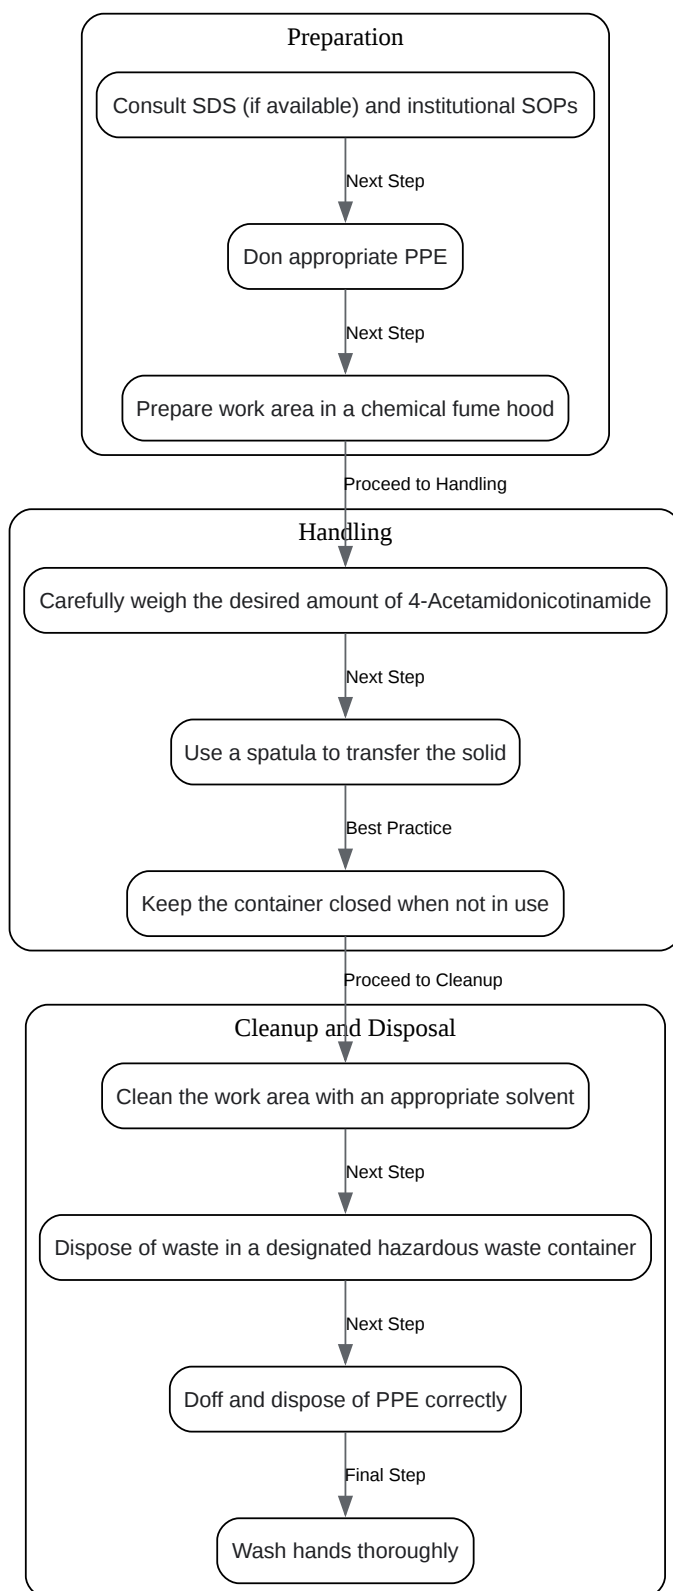 Preparation
Consult SDS (if available) and institutional SOPs
Next Step
Don appropriate PPE
Next Step
Prepare work area in a chemical fume hood
Proceed to Handling
Handling
Carefully weigh the desired amount of 4-Acetamidonicotinamide
Next Step
Use a spatula to transfer the solid
Best Practice
Keep the container closed when not in use
Proceed to Cleanup
Cleanup and Disposal
Clean the work area with an appropriate solvent
Next Step
Dispose of waste in a designated hazardous waste container
Next Step
Doff and dispose of PPE correctly
Final Step
Wash hands thoroughly